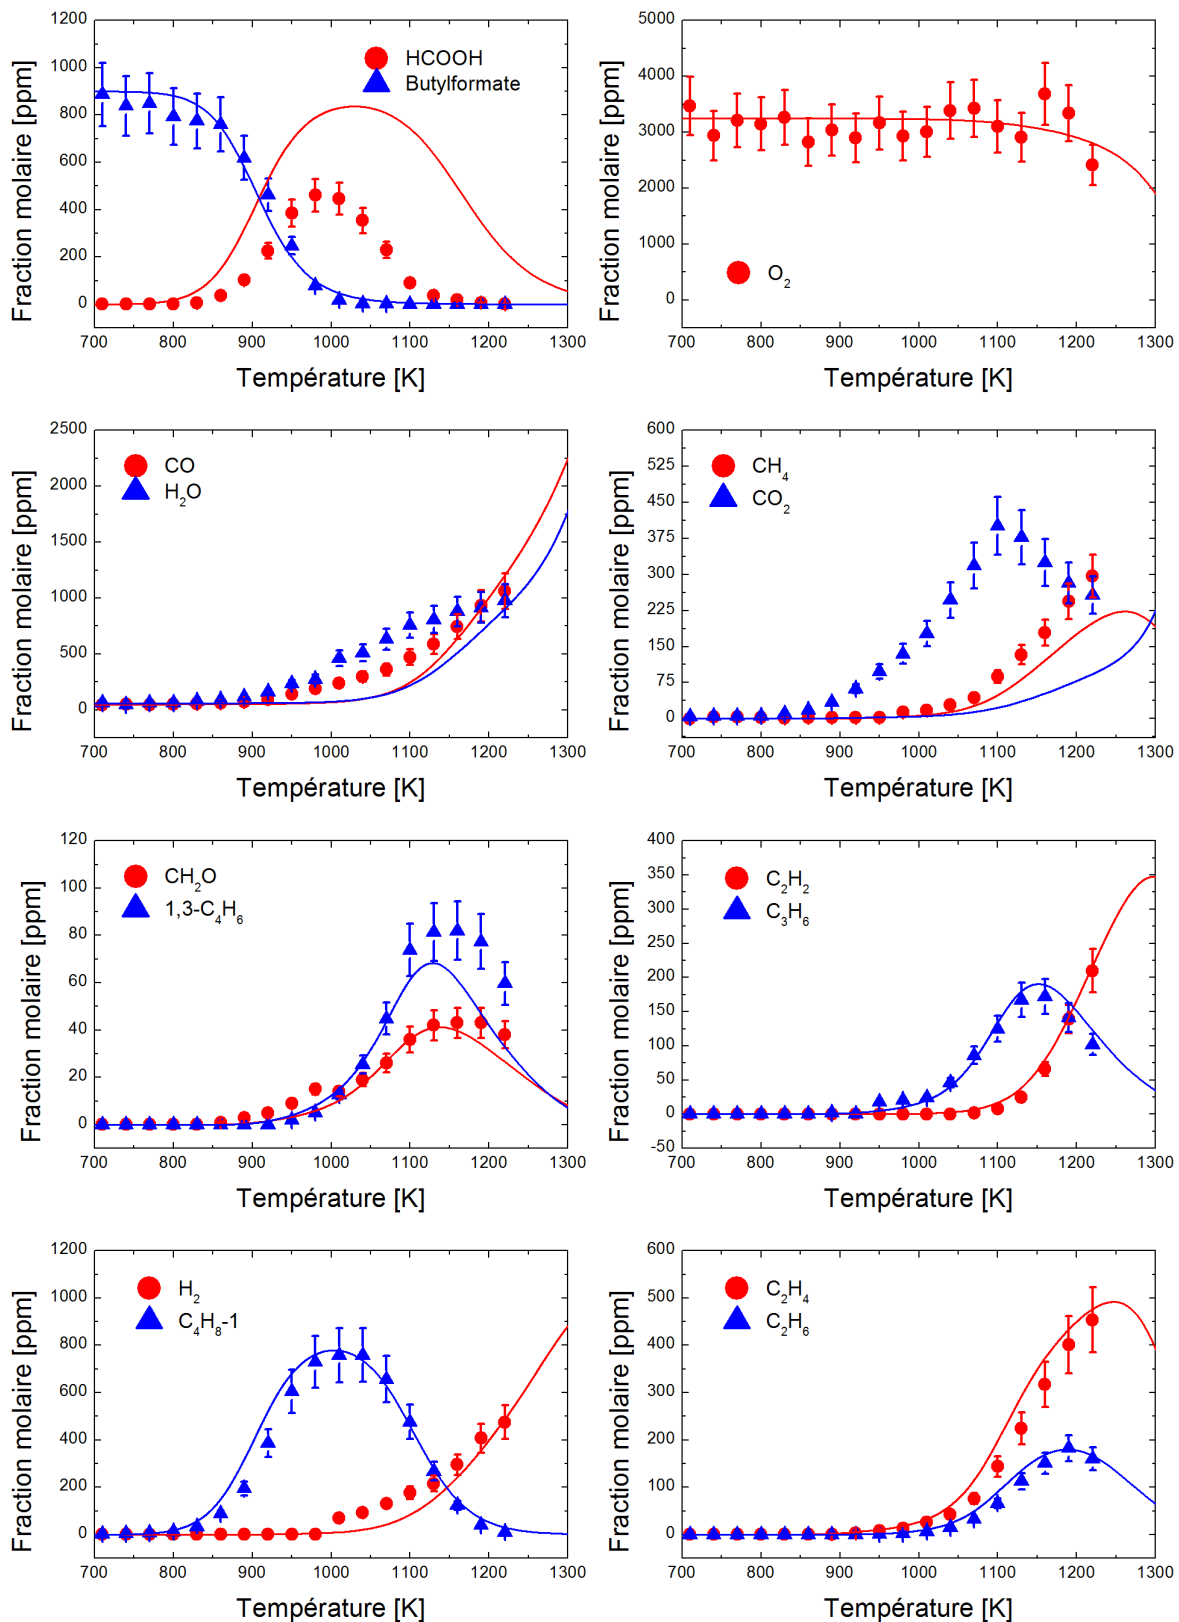 1200
1000
800
600
400
200
0
Fraction molaire [ppm]
HCOOH
Butylformate
700 800 900 1000 1100 1200 1300
Température [K]
5000
4000
3000
2000
1000
0
Fraction molaire [ppm]
O2
700 800 900 1000 1100 1200 1300
Température [K]
2500
2000
1500
1000
500
0
Fraction molaire [ppm]
CO
H2O
700 800 900 1000 1100 1200 1300
Température [K]
600
525
450
375
300
225
150
75
0
Fraction molaire [ppm]
CH4
CO2
700 800 900 1000 1100 1200 1300
Température [K]
120
100
80
60
40
20
0
Fraction molaire [ppm]
CH2O
1,3-C4H6
700 800 900 1000 1100 1200 1300
Température [K]
400
350
300
250
200
150
100
50
0
-50
Fraction molaire [ppm]
C2H2
C3H6
700 800 900 1000 1100 1200 1300
Température [K]
1200
1000
800
600
400
200
0
Fraction molaire [ppm]
H2
C4H8-1
700 800 900 1000 1100 1200 1300
Température [K]
600
500
400
300
200
100
0
Fraction molaire [ppm]
C2H4
C2H6
700 800 900 1000 1100 1200 1300
Température [K]